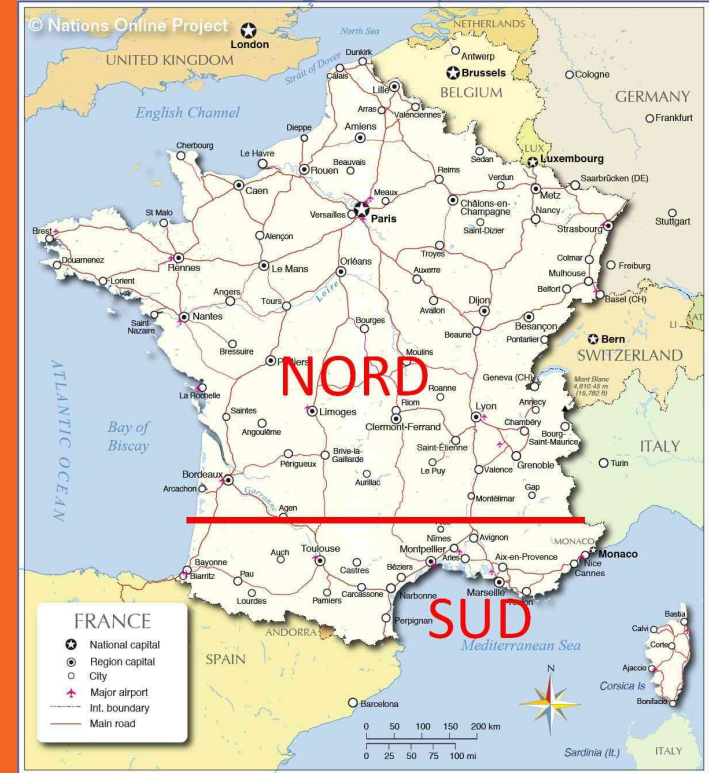 © Nations Online Project
North Sea
NETHERLANDS
London
UNITED KINGDOM
Dunkirk
Antwerp
Strait of Dover
Calais
Brussels
Cologne
Lille
BELGIUM
GERMANY
English Channel
Arras
Valenciennes
Frankfurt
Dieppe
Amiens
Cherbourg
Le Havre
Beauvais
Sedan
LUX
Luxembourg
Rouen
Reims
Verdun
Saarbrücken (DE)
Caen
Meaux
Metz
Versailles
Paris
Châlons-en-
Champagne
Nancy
St Malo
Saint-Dizier
Strasbourg
Stuttgart
Brest
Alençon
Troyes
Douarnenez
Rennes
Le Mans
Orléans
Auxerre
Colmar
Mulhouse
Freiburg
Lorient
Angers
Loire
Belfort
Basel (CH)
Nantes
Tours
Avallon
Dijon
Besançon
LI
AT
Saint-
Nazaire
Bourges
Beaune
Pontarlier
Bern
Bressuire
SWITZERLAND
Moulins
NORD
Geneva (CH)
Mont Blanc
4,810.45 m
(15,782 ft)
ATLANTIC OCEAN
La Rochelle
Roanne
Annecy
Bay of
Biscay
Saintes
Limoges
Riom
Lyon
Chambéry
Angoulême
Clermont-Ferrand
Bourg-
Saint-Maurice
ITALY
Périgueux
Brive-la-
Gaillarde
Saint-Étienne
Grenoble
Turin
Bordeaux
Le Puy
Valence
Arcachon
Aurillac
Gap
Garonne
Montélimar
Agen
Nîmes
Avignon
MONACO
Monaco
Auch
Toulouse
Montpellier
Arles
Aix-en-Provence
Nice
Cannes
Bayonne
Biarritz
Pau
Castres
Béziers
Marseille
Lourdes
Pamiers
Carcassonne
Narbonne
SUD
Perpignan
FRANCE
National capital
Region capital
City
Major airport
Int. boundary
Main road
ANDORRA
SPAIN
Mediterranean Sea
Bastia
Calvi
Corte
Ajaccio
Corsica Is
Bonifacio
N
Barcelona
0 50 100 150 200 km
0 25 50 75 100 mi
Sardinia (It.)
ITALY